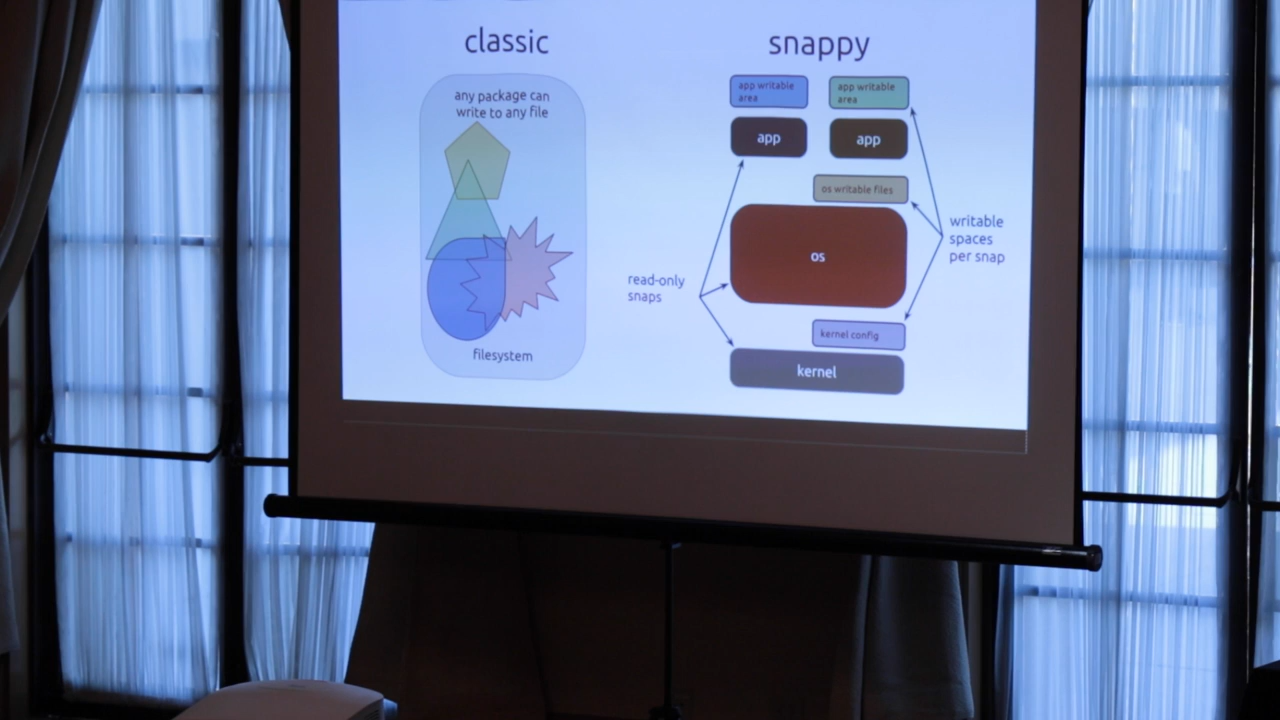 classic
any package can
write to any file
filesystem
snappy
app writable
area
app writable
area
app
app
os writable files
os
read-only
snaps
writable
spaces
per snap
kernel config
kernel